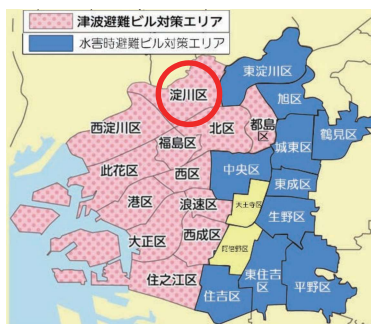 津波避難ビル対策エリア
水害時避難ビル対策エリア
東淀川区
淀川区
旭区
西淀川区
北区
都島区
鶴見区
福島区
城東区
此花区
西区
中央区
東成区
港区
浪速区
天王寺区
生野区
大正区
西成区
阿倍野区
住之江区
住吉区
東住吉区
平野区